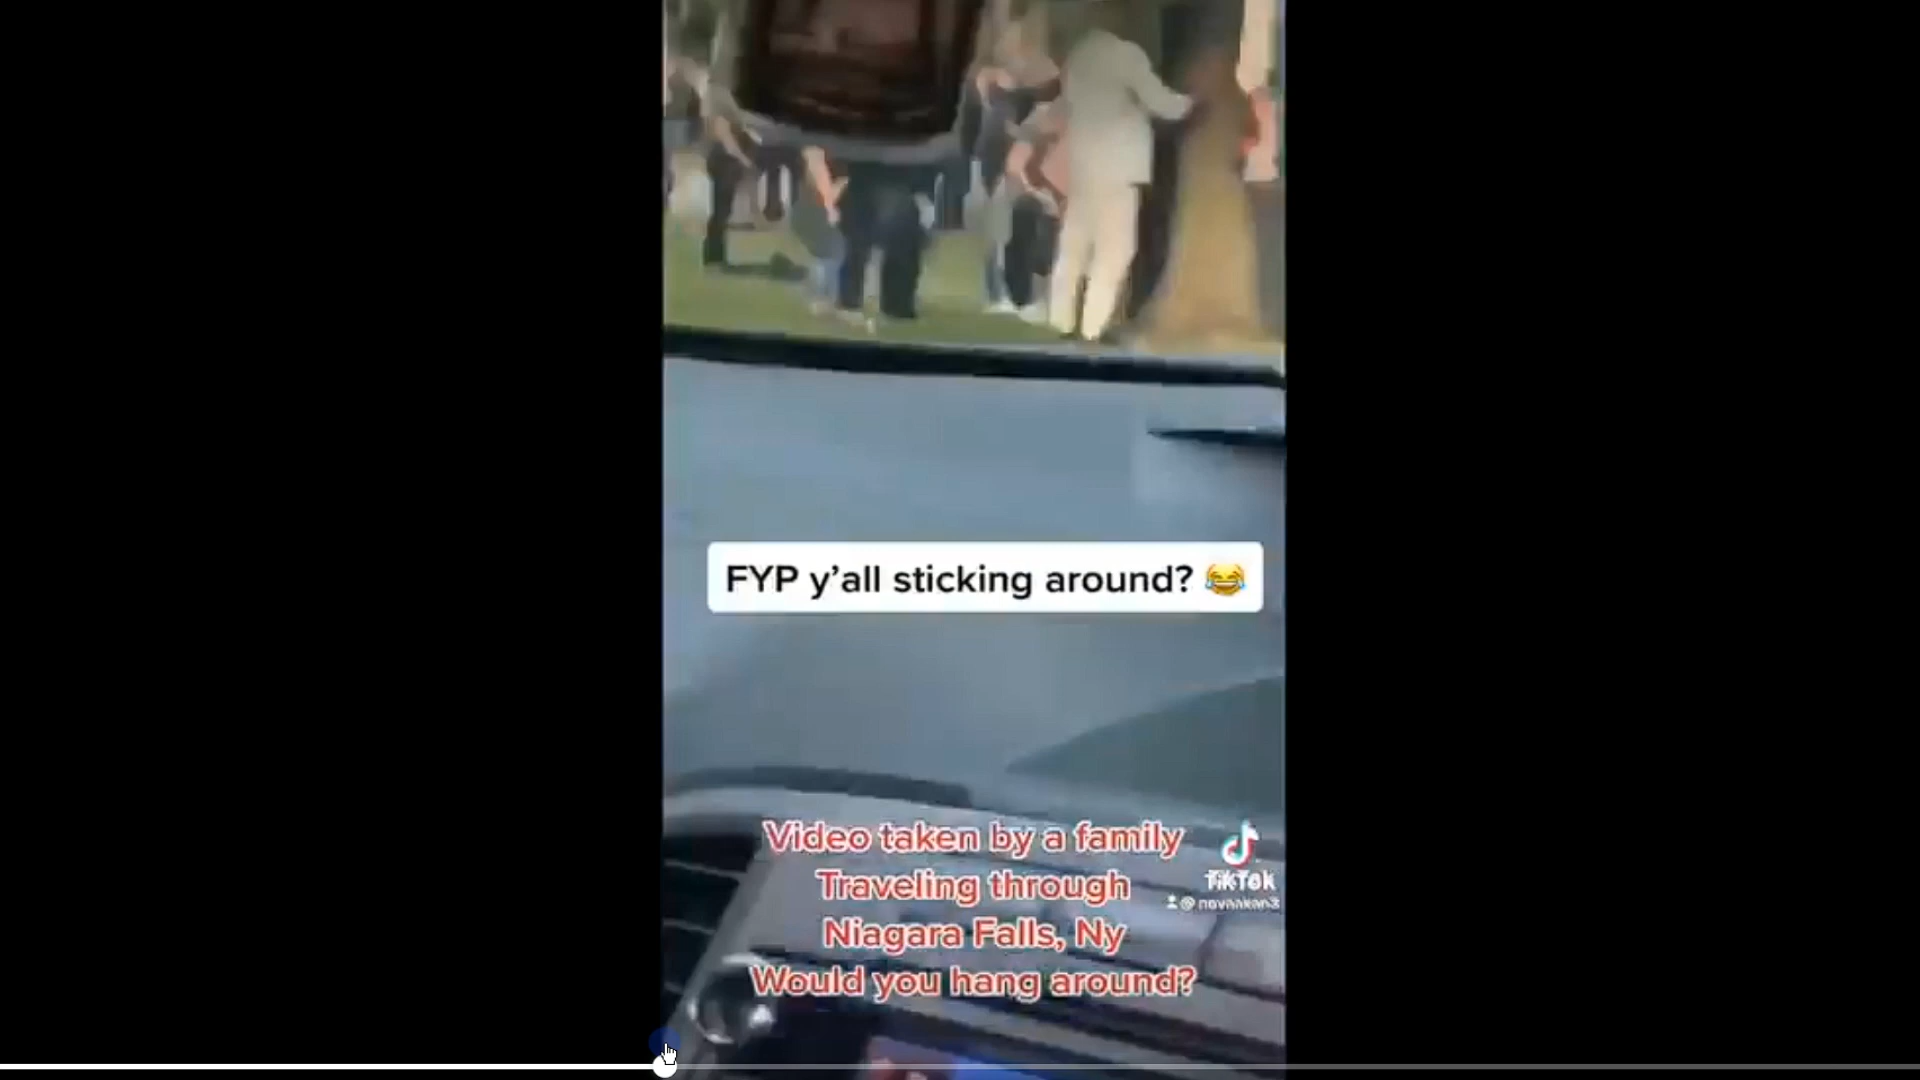 FYP y’all sticking around? 😂
Video taken by a family
Traveling through
Niagara Falls, Ny
Would you hang around?
TikTok